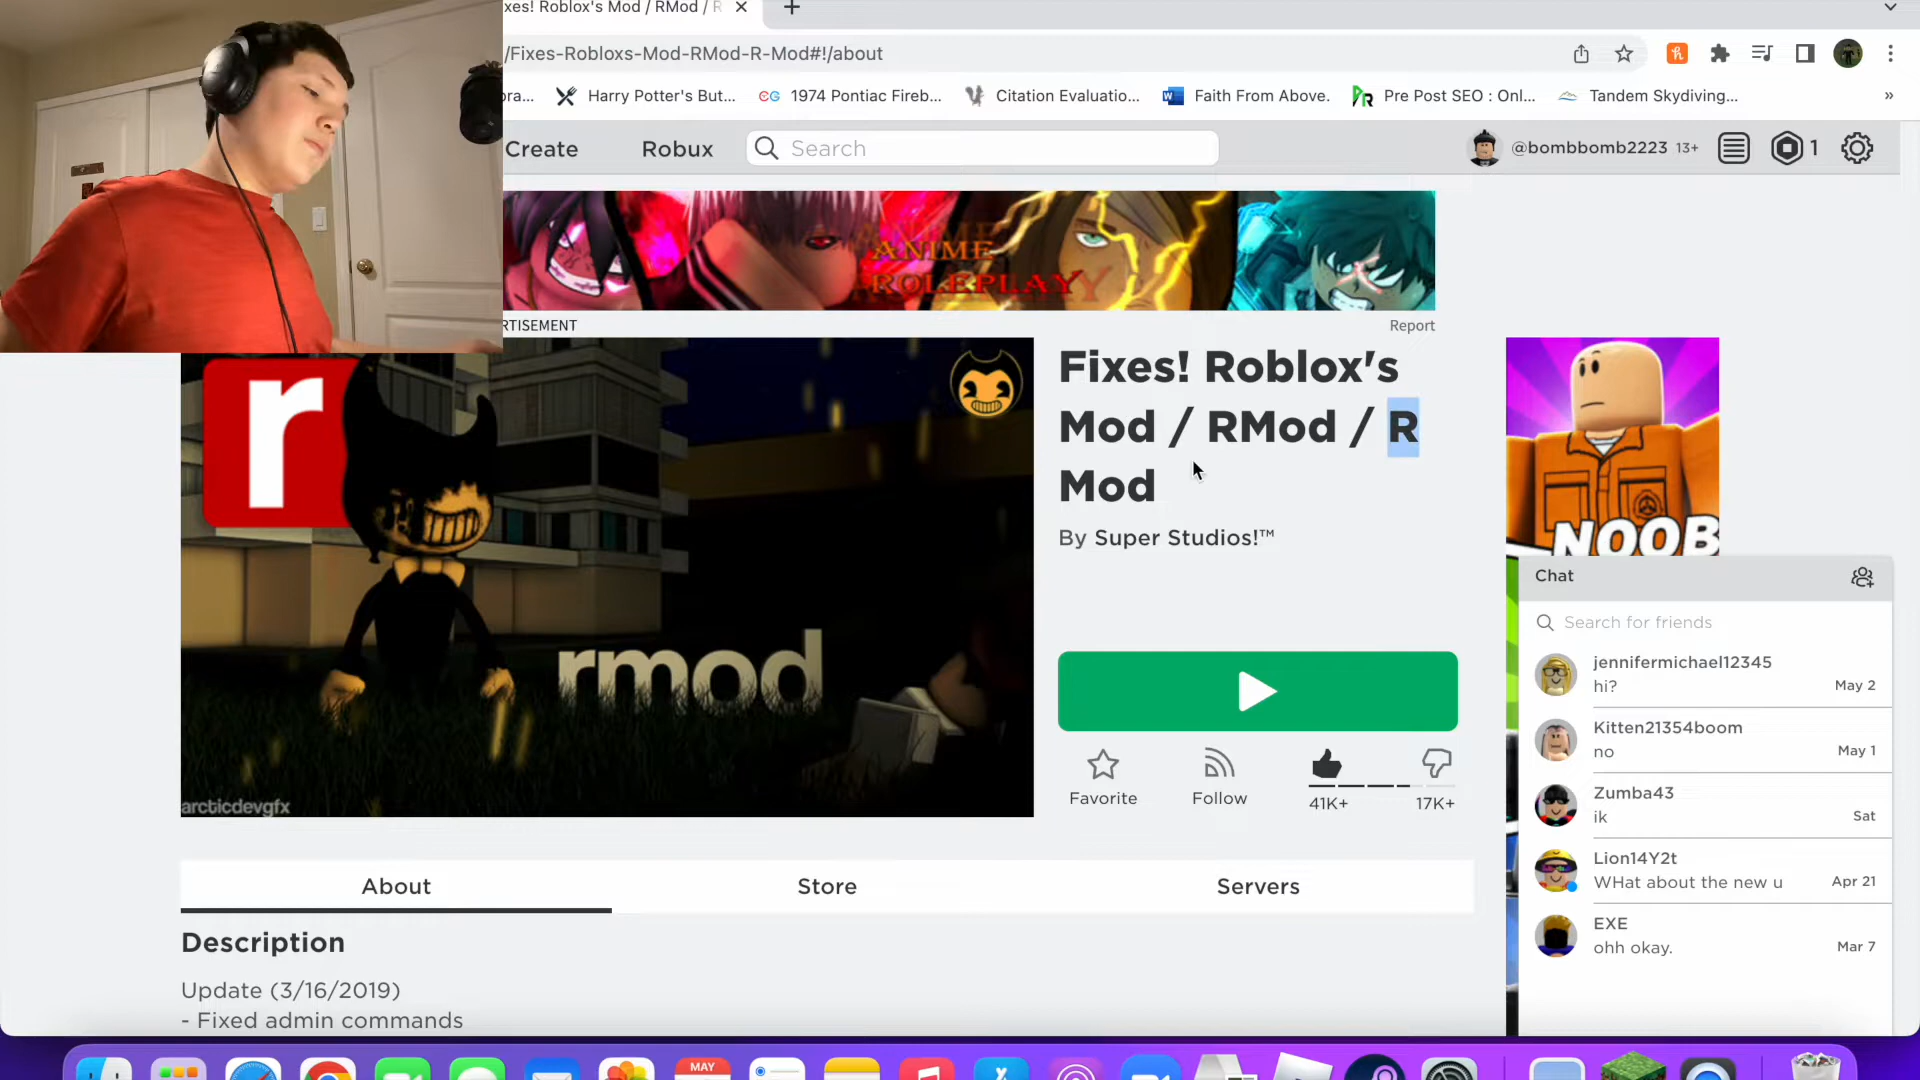 xes! Roblox's Mod / RMod / R
/Fixes-Robloxs-Mod-RMod-R-Mod#!/about
ora...
Harry Potter's But...
CG
1974 Pontiac Fireb...
Citation Evaluatio...
W
Faith From Above.
PR
Pre Post SEO : Onl...
Tandem Skydiving...
»
Create
Robux
Search
@bombbomb2223 13+
1
ANIME
ROLEPLAY
RTISEMENT
Report
r
rmod
arcticdevgfx
Fixes! Roblox's
Mod / RMod / R
Mod
By Super Studios!™
Favorite
Follow
41K+
17K+
NOOB
Chat
Search for friends
jennifermichael12345
hi?
May 2
Kitten21354boom
no
May 1
Zumba43
ik
Sat
Lion14Y2t
WHat about the new u
Apr 21
EXE
ohh okay.
Mar 7
About
Store
Servers
Description
Update (3/16/2019)
- Fixed admin commands
MAY